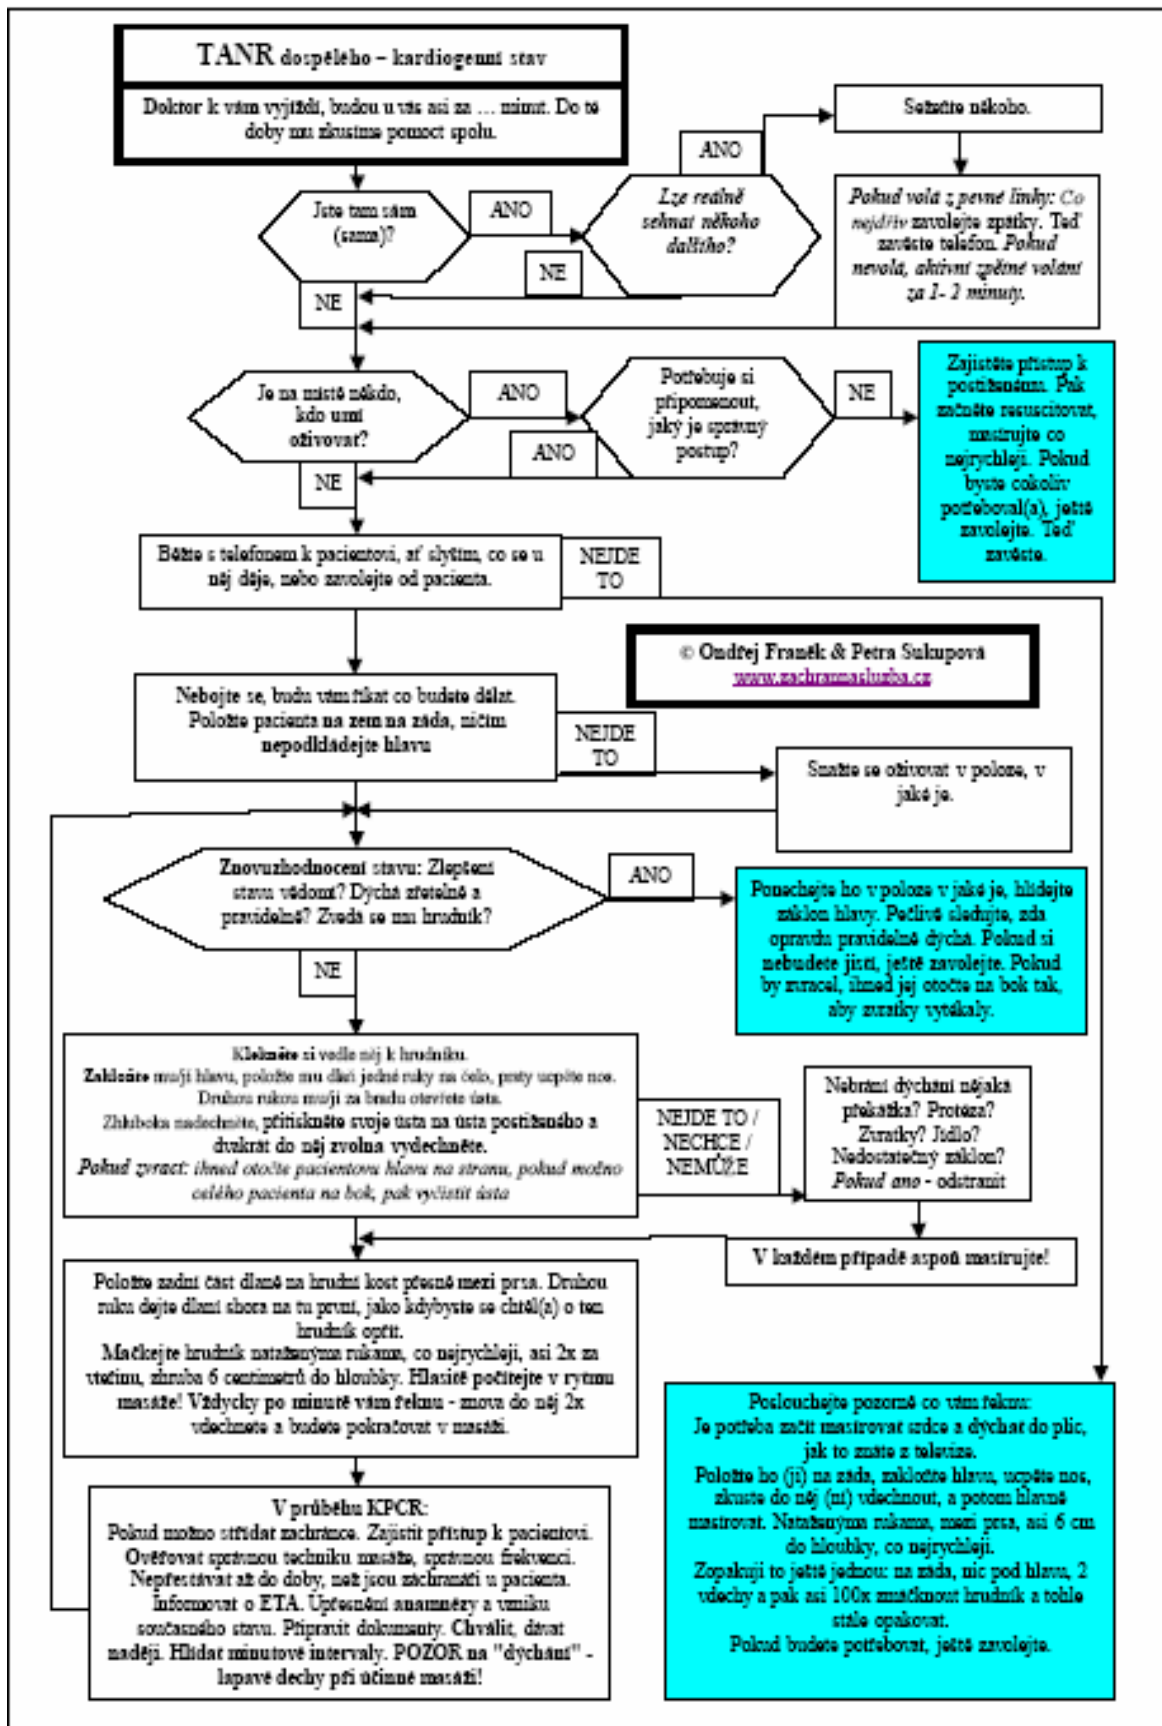 TANR dospělého – kardiogenní stav
Doktor k vám vyjíždí, budou u vás asi za … minut. Do té
doby mu zkusíme pomoct spolu.
Sežeňte někoho.
ANO
Jste tam sám
(sama)?
ANO
Lze reálně
sehnat někoho
dalšího?
Pokud volá z pevné linky: Co
nejdřív zavolejte zpátky. Teď
zavěste telefon. Pokud
nevolá, aktivní zpětné volání
za 1- 2 minuty.
NE
NE
Je na místě někdo,
kdo umí
oživovat?
ANO
Potřebuje si
připomenout,
jaký je správný
postup?
NE
Zajistěte přístup k
postiženému. Pak
začněte resuscitovat,
masírujte co
nejrychleji. Pokud
byste cokoliv
potřeboval(a), ještě
zavolejte. Teď
zavěste.
ANO
NE
Běžte s telefonem k pacientovi, ať slyším, co se u
něj děje, nebo zavolejte od pacienta.
NEJDE
TO
© Ondřej Franěk & Petra Sukupová
www.zachrannasluzba.cz
Nebojte se, budu vám říkat co budete dělat.
Položte pacienta na zem na záda, ničím
nepodkládejte hlavu
NEJDE
TO
Snažte se oživovat v poloze, v
jaké je.
Znovuzhodnocení stavu: Zlepšení
stavu vědomí? Dýchá zřetelně a
pravidelně? Zvedá se mu hrudník?
ANO
Ponechejte ho v poloze v jaké je, hlídejte
záklon hlavy. Pečlivě sledujte, zda
opravdu pravidelně dýchá. Pokud si
nebudete jistí, ještě zavolejte. Pokud
by zvracel, ihned jej otočte na bok tak,
aby zvratky vytékaly.
NE
Klekněte si vedle něj k hrudníku.
Zakloňte mu/jí hlavu, položte mu dlaň jedné ruky na čelo, prsty ucpěte nos.
Druhou rukou mu/jí za bradu otevřete ústa.
Zhluboka nadechněte, přitiskněte svoje ústa na ústa postiženého a
dvakrát do něj zvolna vydechněte.
Pokud zvrací: ihned otočte pacientovu hlavu na stranu, pokud možno
celého pacienta na bok, pak vyčistit ústa
NEJDE TO /
NECHCE /
NEMŮŽE
Nebrání dýchání nějaká
překážka? Protéza?
Zvratky? Jídlo?
Nedostatečný záklon?
Pokud ano - odstranit
V každém případě aspoň masírujte!
Položte zadní část dlaně na hrudní kost přesně mezi prsa. Druhou
ruku dejte dlaní shora na tu první, jako kdybyste se chtěl(a) o ten
hrudník opřít.
Mačkejte hrudník nataženýma rukama, co nejrychleji, asi 2x za
vteřinu, zhruba 6 centimetrů do hloubky. Hlasitě počítejte v rytmu
masáže! Vždycky po minutě vám řeknu - znova do něj 2x
vdechnete a budete pokračovat v masáži.
V průběhu KPCR:
Pokud možno střídat zachránce. Zajistit přístup k pacientovi.
Ověřovat správnou techniku masáže, správnou frekvenci.
Nepřestávat až do doby, než jsou záchranáři u pacienta.
Informovat o ETA. Upřesnění anamnézy a vzniku
současného stavu. Připravit dokumenty. Chválit, dávat
naději. Hlídat minutové intervaly. POZOR na "dýchání" -
lapavé dechy při účinné masáži!
Poslouchejte pozorně co vám řeknu:
Je potřeba začít masírovat srdce a dýchat do plic,
jak to znáte z televize.
Položte ho (ji) na záda, zakloňte hlavu, ucpěte nos,
zkuste do něj (ní) vdechnout, a potom hlavně
masírovat. Nataženýma rukama, mezi prsa, asi 6 cm
do hloubky, co nejrychleji.
Zopakuji to ještě jednou: na záda, nic pod hlavu, 2
vdechy a pak asi 100x zmáčknout hrudník a tohle
stále opakovat.
Pokud budete potřebovat, ještě zavolejte.